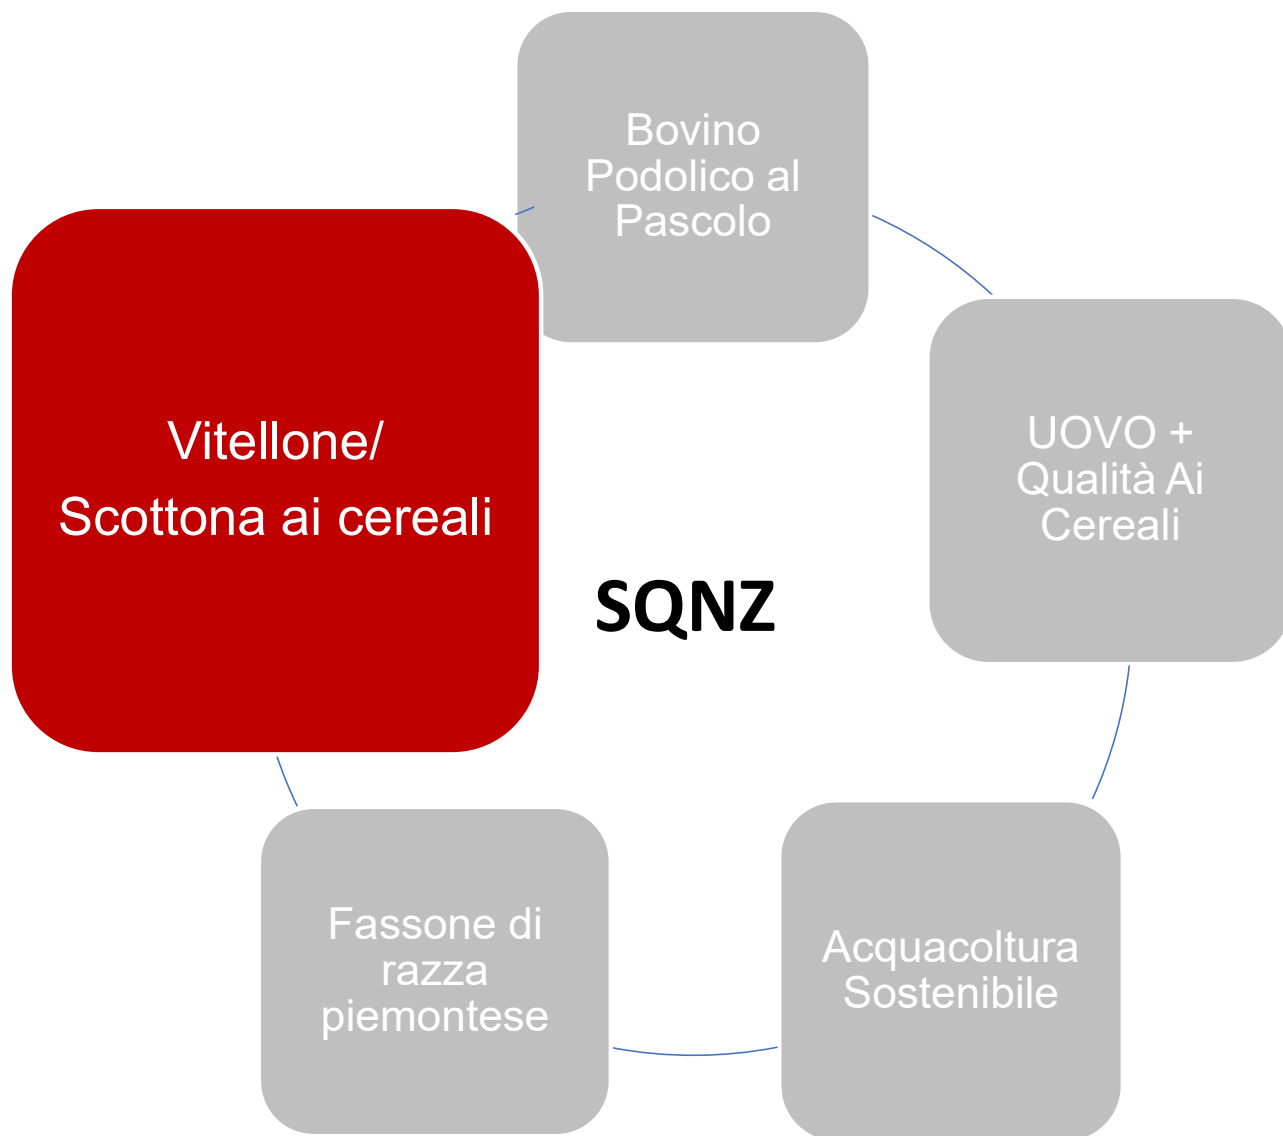 Bovino
Podolico al
Pascolo
Vitellone/
Scottona ai cereali
UOVO +
Qualità Ai
Cereali
SQNZ
Fassone di
razza
piemontese
Acquacoltura
Sostenibile